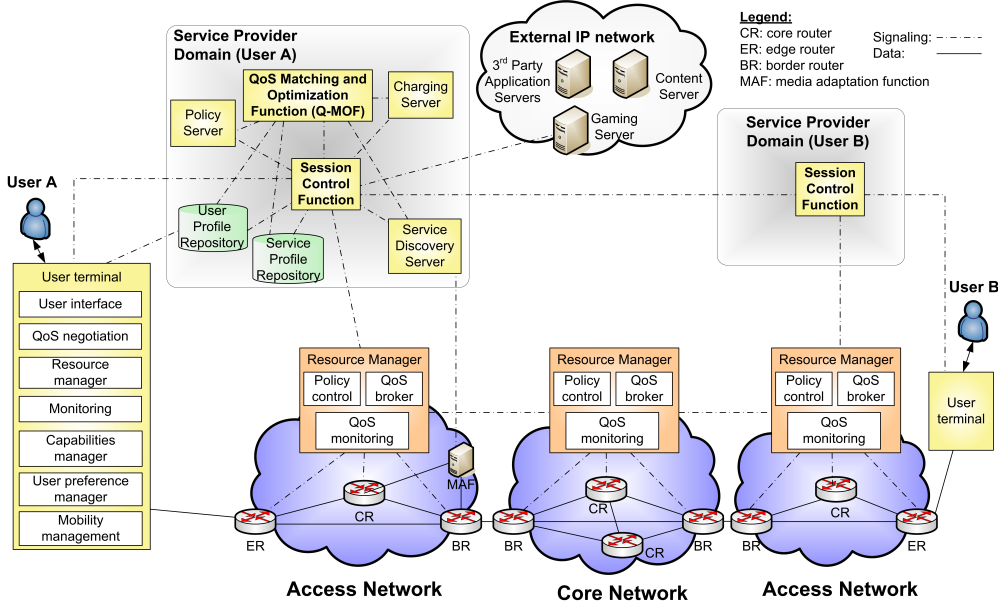 Service Provider
Domain (User A)
QoS Matching and
Optimization
Function (Q-MOF)
Charging
Server
Policy
Server
Session
Control
Function
User
Profile
Repository
Service
Profile
Repository
Service
Discovery
Server
External IP network
3rd Party
Application
Servers
Content
Server
Gaming
Server
Legend:
CR: core router
ER: edge router
BR: border router
MAF: media adaptation function
Signaling:
Data:
Service Provider
Domain (User B)
Session
Control
Function
User A
User terminal
User interface
QoS negotiation
Resource
manager
Monitoring
Capabilities
manager
User preference
manager
Mobility
management
User B
User
terminal
Resource Manager
Policy
control
QoS
broker
QoS
monitoring
Resource Manager
Policy
control
QoS
broker
QoS
monitoring
Resource Manager
Policy
control
QoS
broker
QoS
monitoring
MAF
CR
ER
BR
CR
BR
CR
BR
CR
BR
ER
Access Network
Core Network
Access Network